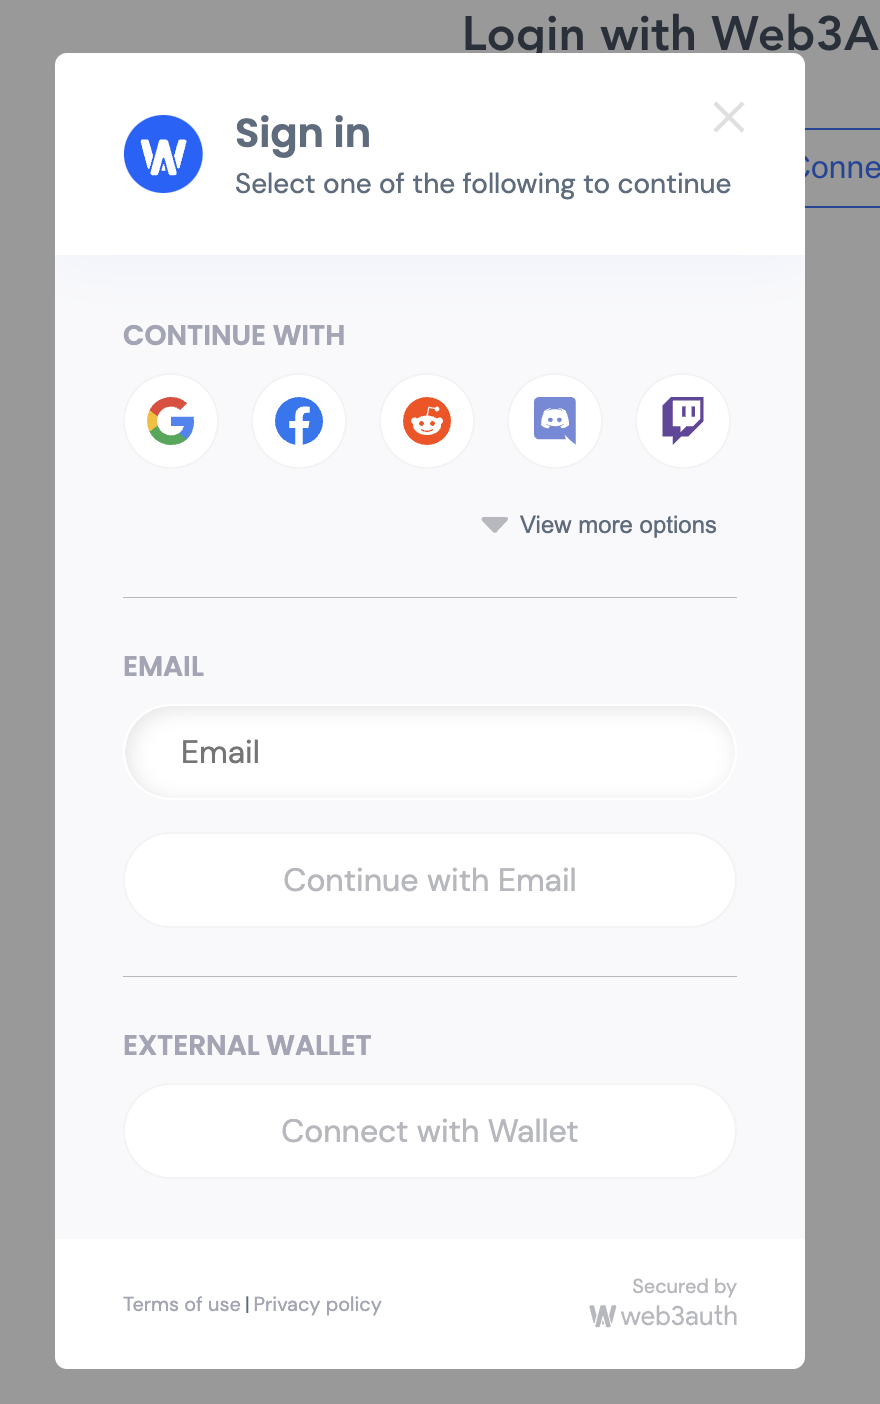 Login with Web3A
Conne
Sign in
Select one of the following to continue
CONTINUE WITH
View more options
EMAIL
Email
Continue with Email
EXTERNAL WALLET
Connect with Wallet
Terms of use | Privacy policy
Secured by
web3auth